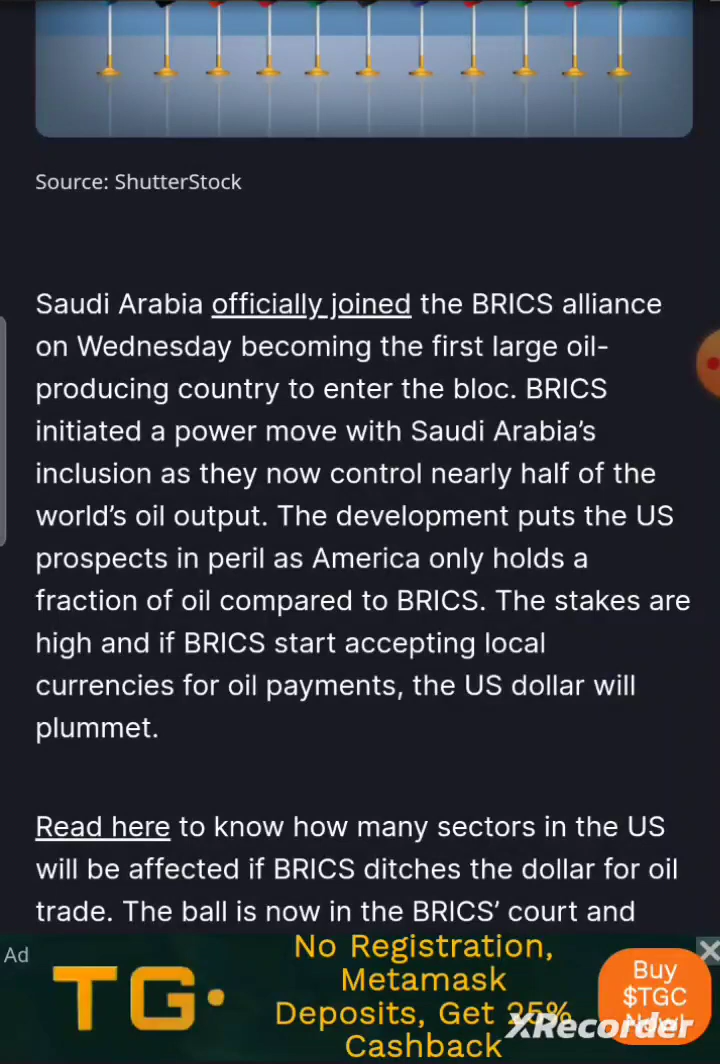 Source: ShutterStock
Saudi Arabia officially joined the BRICS alliance
on Wednesday becoming the first large oil-
producing country to enter the bloc. BRICS
initiated a power move with Saudi Arabia’s
inclusion as they now control nearly half of the
world’s oil output. The development puts the US
prospects in peril as America only holds a
fraction of oil compared to BRICS. The stakes are
high and if BRICS start accepting local
currencies for oil payments, the US dollar will
plummet.
Read here to know how many sectors in the US
will be affected if BRICS ditches the dollar for oil
trade. The ball is now in the BRICS’ court and
Ad
TG
No Registration,
Metamask
Deposits, Get 25%
Cashback
Buy
$TGC
Now!
XRecorder